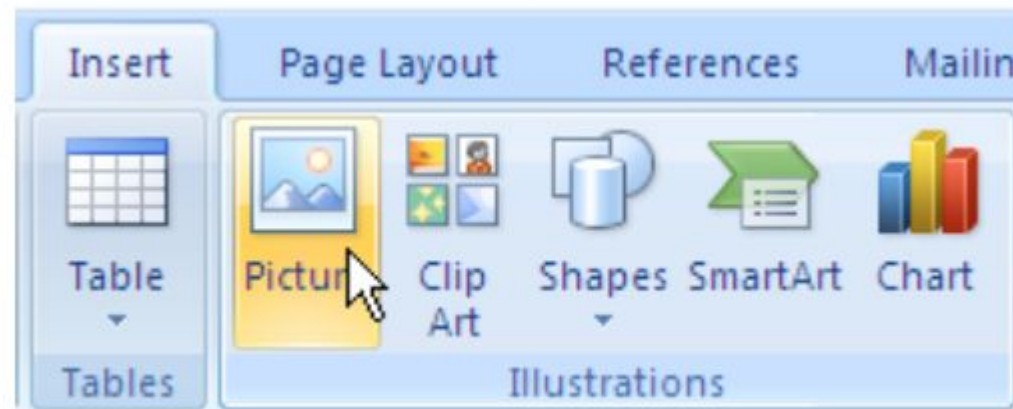 Insert Page Layout References Mailin
Table Pictur Clip Shapes SmartArt Chart
Art
Tables Illustrations